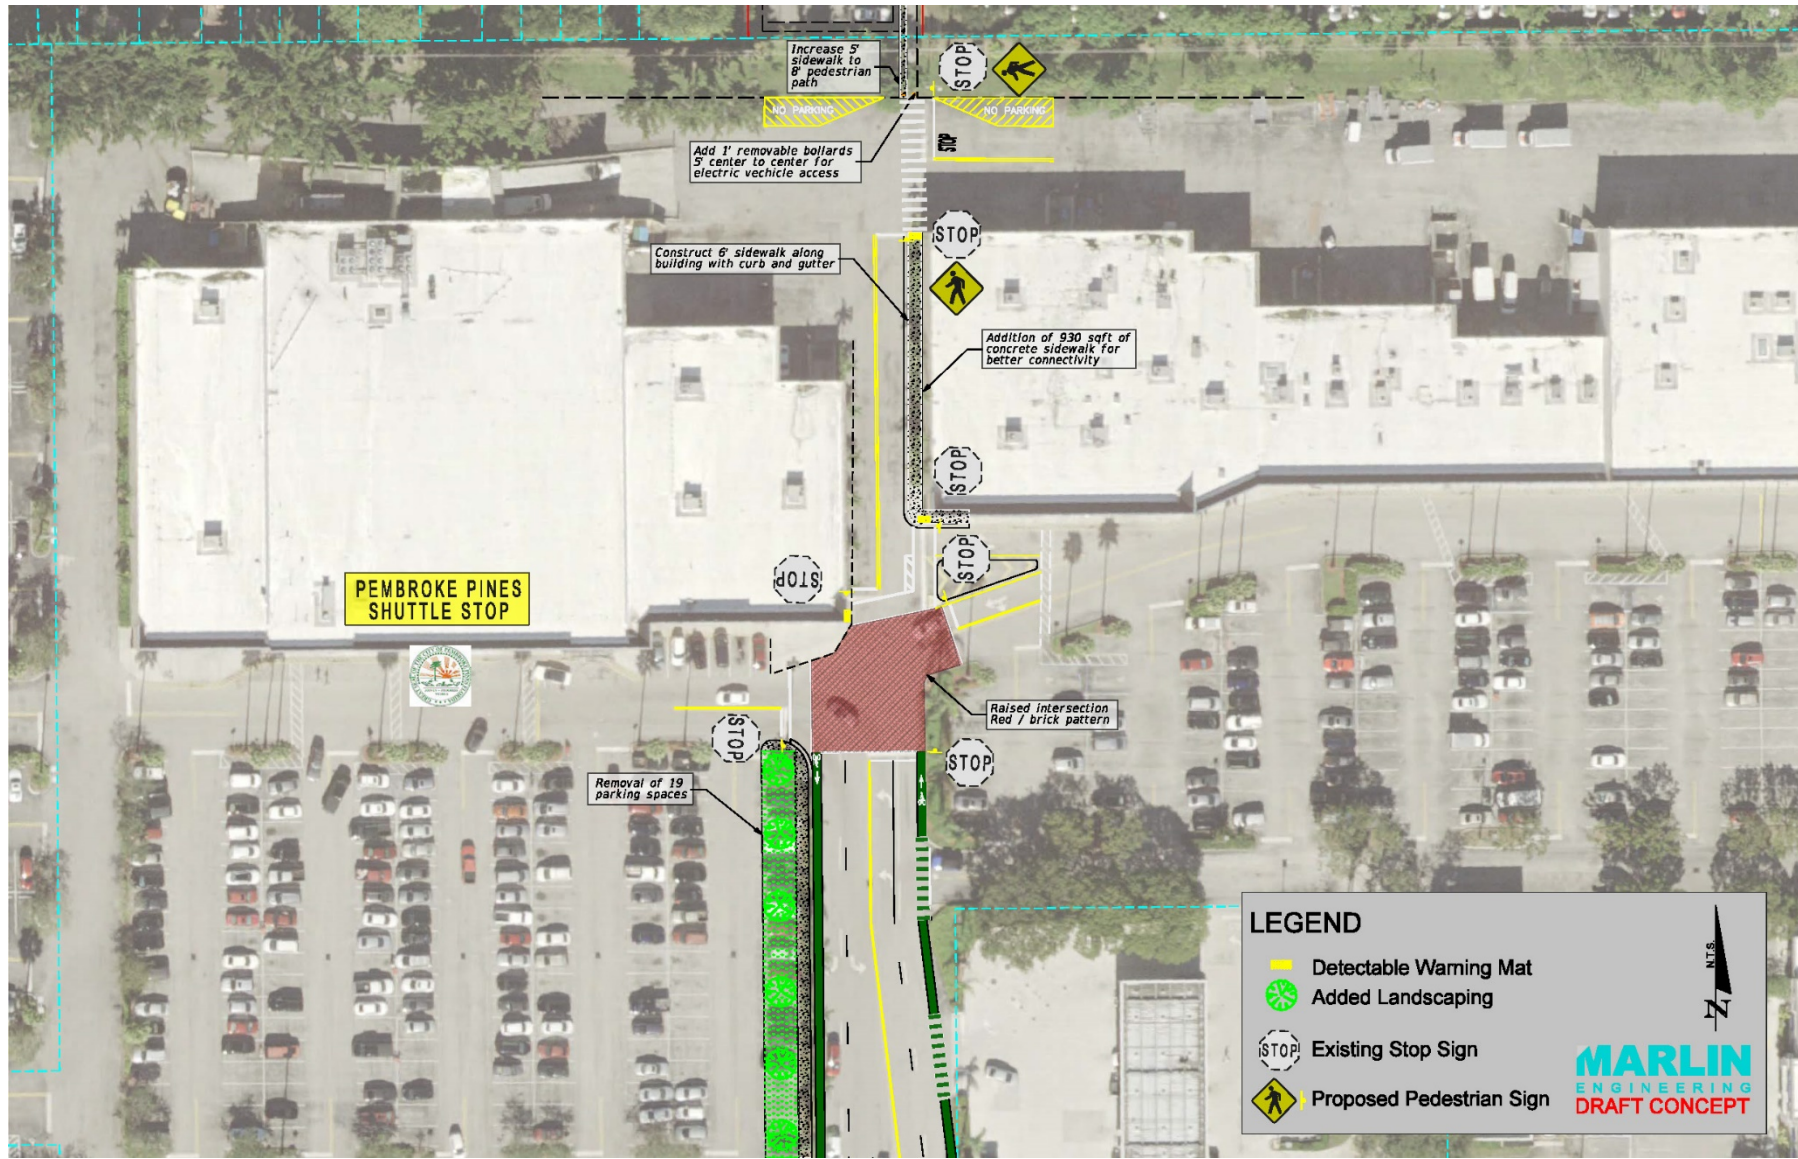 Increase 5'
sidewalk to
8' pedestrian
path
STOP
NO PARKING
NO PARKING
STOP
Add 1' removable bollards
5' center to center for
electric vechicle access
STOP
Construct 6' sidewalk along
building with curb and gutter
Addition of 930 sqft of
concrete sidewalk for
better connectivity
STOP
STOP
STOP
PEMBROKE PINES
SHUTTLE STOP
Raised intersection
Red / brick pattern
STOP
STOP
Removal of 19
parking spaces
LEGEND
Detectable Warning Mat
Added Landscaping
STOP
Existing Stop Sign
Proposed Pedestrian Sign
N.T.S.
N
MARLIN
ENGINEERING
DRAFT CONCEPT